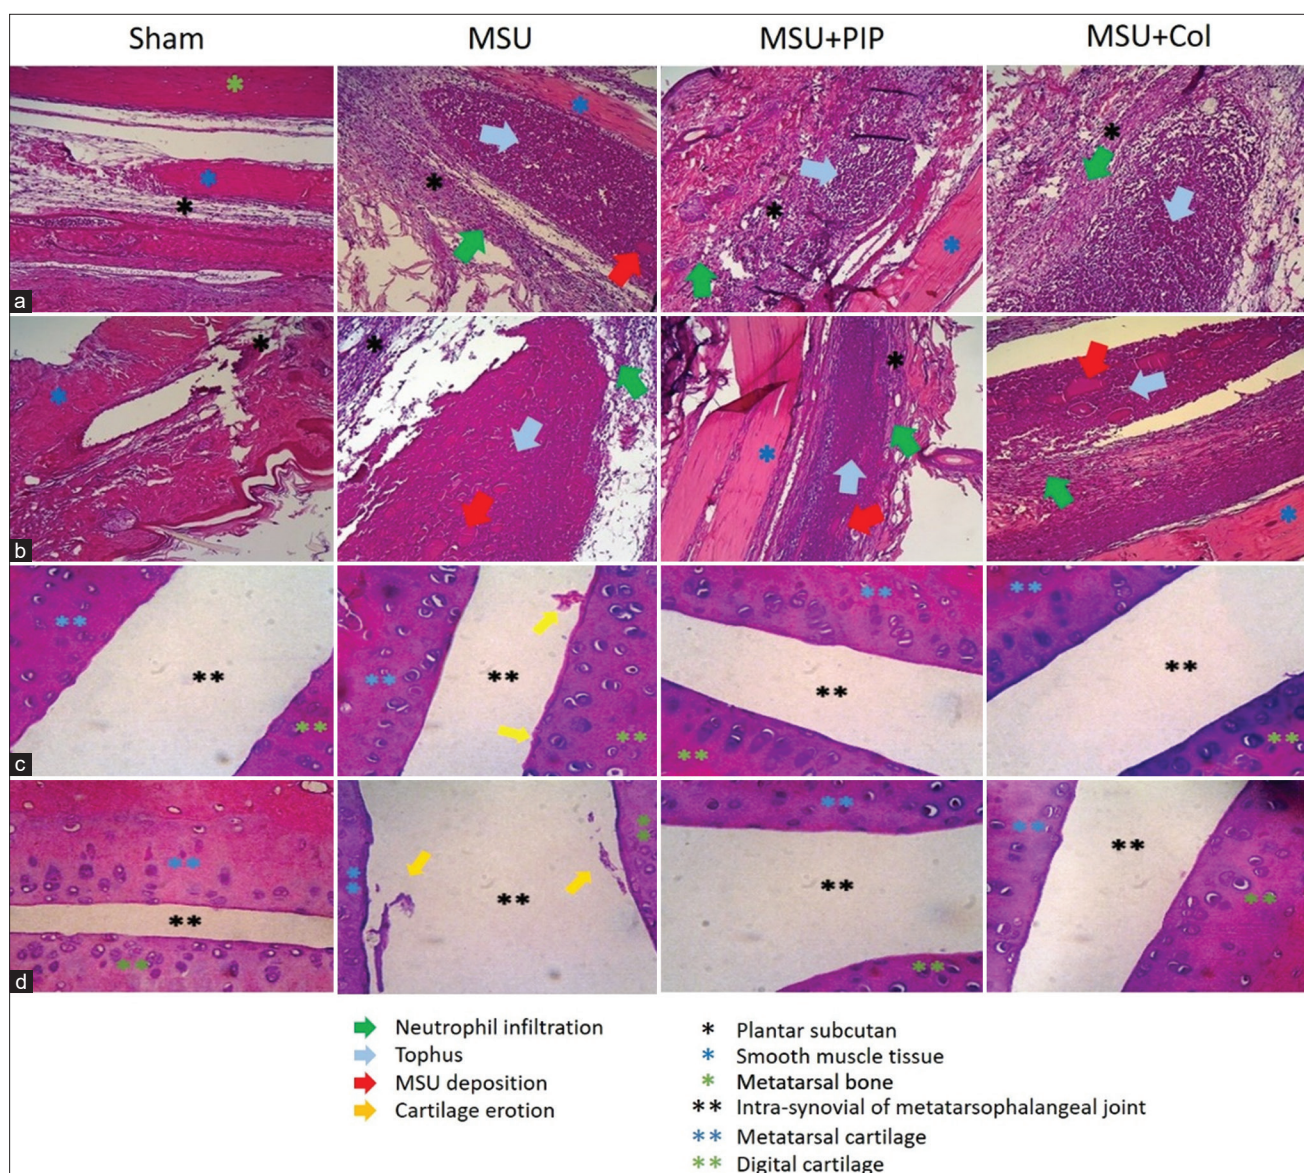 Sham MSU MSU+PIP MSU+Col
a
b
c
d
Neutrophil infiltration
Tophus
MSU deposition
Cartilage erotion
* Plantar subcutan
* Smooth muscle tissue
* Metatarsal bone
** Intra-synovial of metatarsophalangeal joint
** Metatarsal cartilage
** Digital cartilage